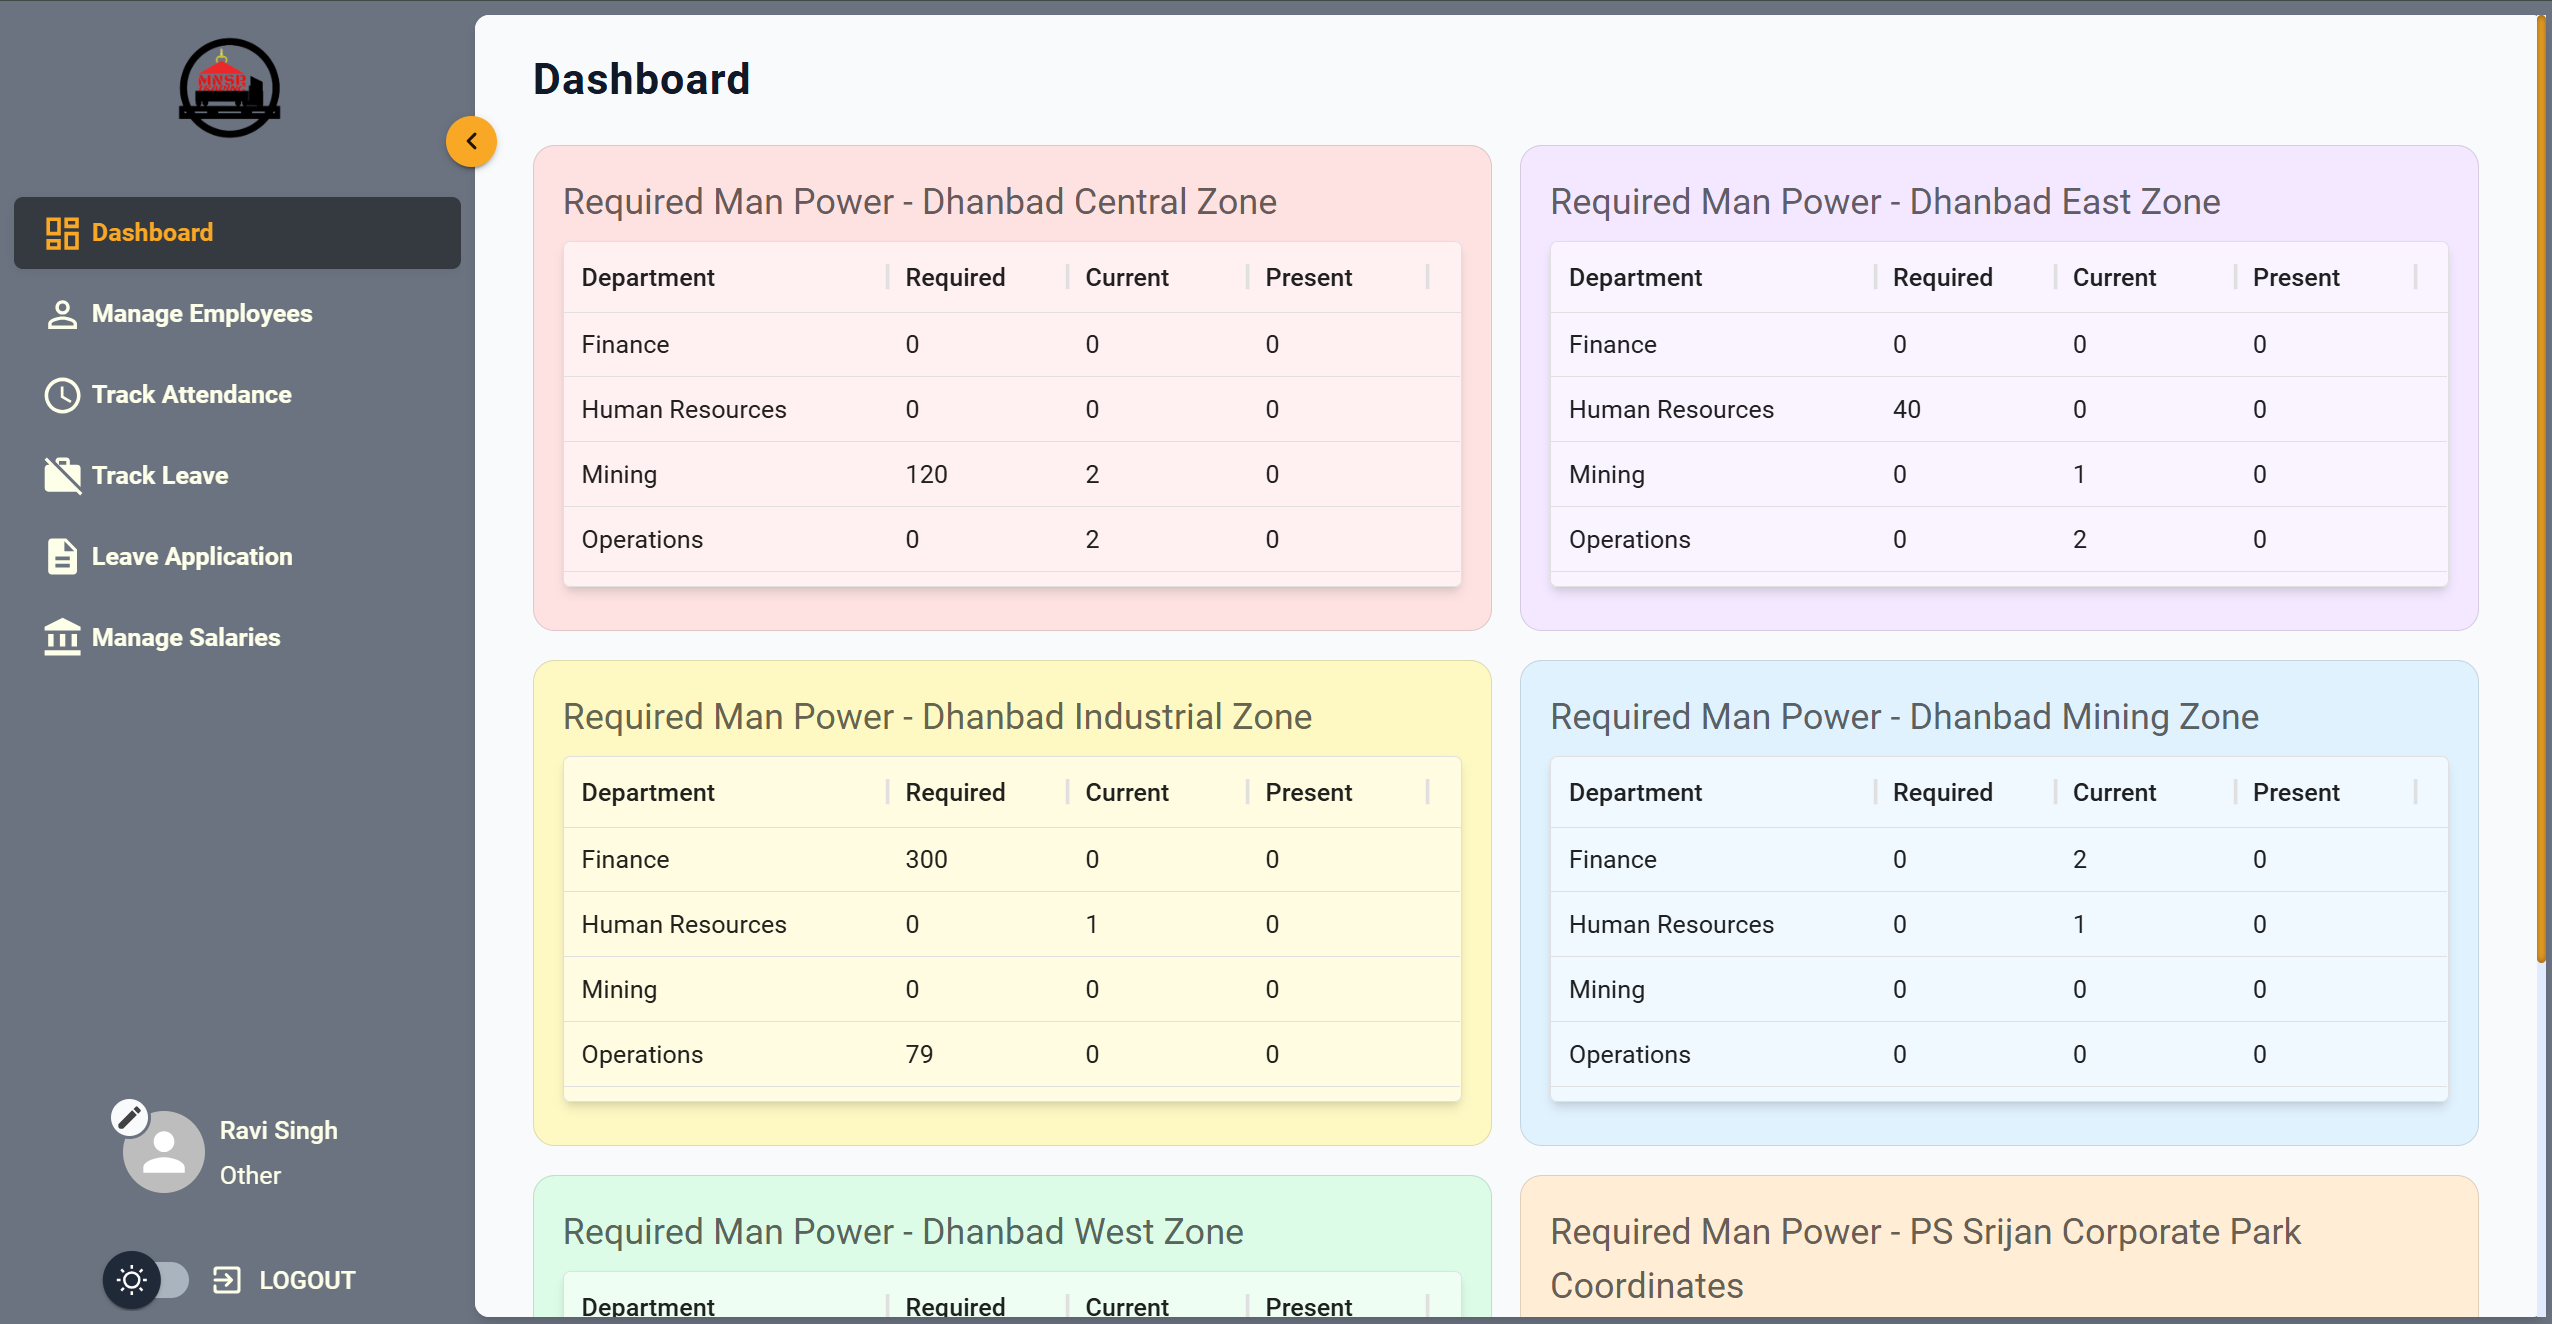 MNSP
Dashboard
Manage Employees
Track Attendance
Track Leave
Leave Application
Manage Salaries
Ravi Singh
Other
LOGOUT
Dashboard
Required Man Power - Dhanbad Central Zone
Department Required Current Present
Finance 0 0 0
Human Resources 0 0 0
Mining 120 2 0
Operations 0 2 0
Required Man Power - Dhanbad East Zone
Department Required Current Present
Finance 0 0 0
Human Resources 40 0 0
Mining 0 1 0
Operations 0 2 0
Required Man Power - Dhanbad Industrial Zone
Department Required Current Present
Finance 300 0 0
Human Resources 0 1 0
Mining 0 0 0
Operations 79 0 0
Required Man Power - Dhanbad Mining Zone
Department Required Current Present
Finance 0 2 0
Human Resources 0 1 0
Mining 0 0 0
Operations 0 0 0
Required Man Power - Dhanbad West Zone
Department Required Current Present
Required Man Power - PS Srijan Corporate Park
Coordinates